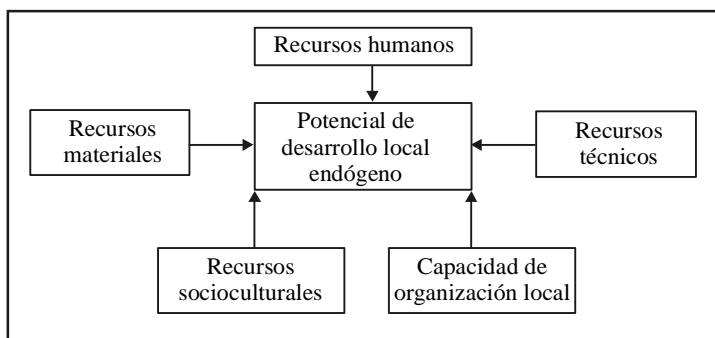 Recursos humanos
Recursos
materiales
Potencial de
desarrollo local
endógeno
Recursos
técnicos
Recursos
socioculturales
Capacidad de
organización local